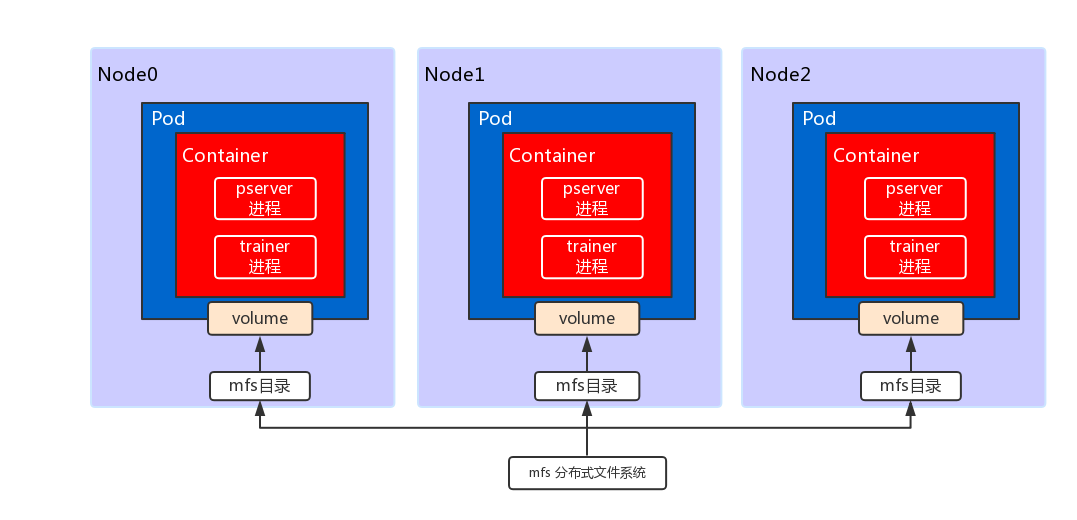 Node0
Pod
Container
pserver
进程
trainer
进程
volume
mfs目录
Node1
Pod
Container
pserver
进程
trainer
进程
volume
mfs目录
Node2
Pod
Container
pserver
进程
trainer
进程
volume
mfs目录
mfs 分布式文件系统